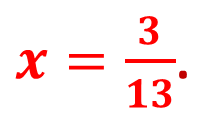 x = 3/13.